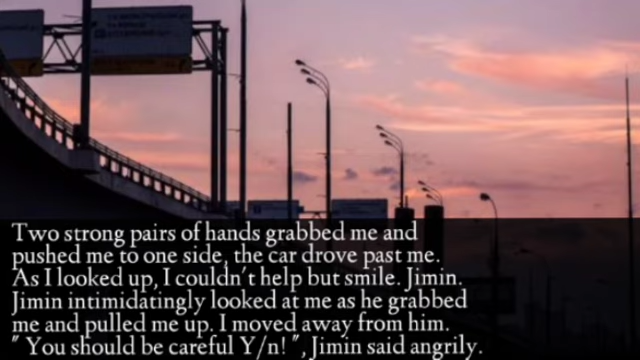 Two strong pairs of hands grabbed me and
pushed me to one side, the car drove past me.
As I looked up, I couldn't help but smile. Jimin.
Jimin intimidatingly looked at me as he grabbed
me and pulled me up. I moved away from him.
" You should be careful Y/n! ", Jimin said angrily.